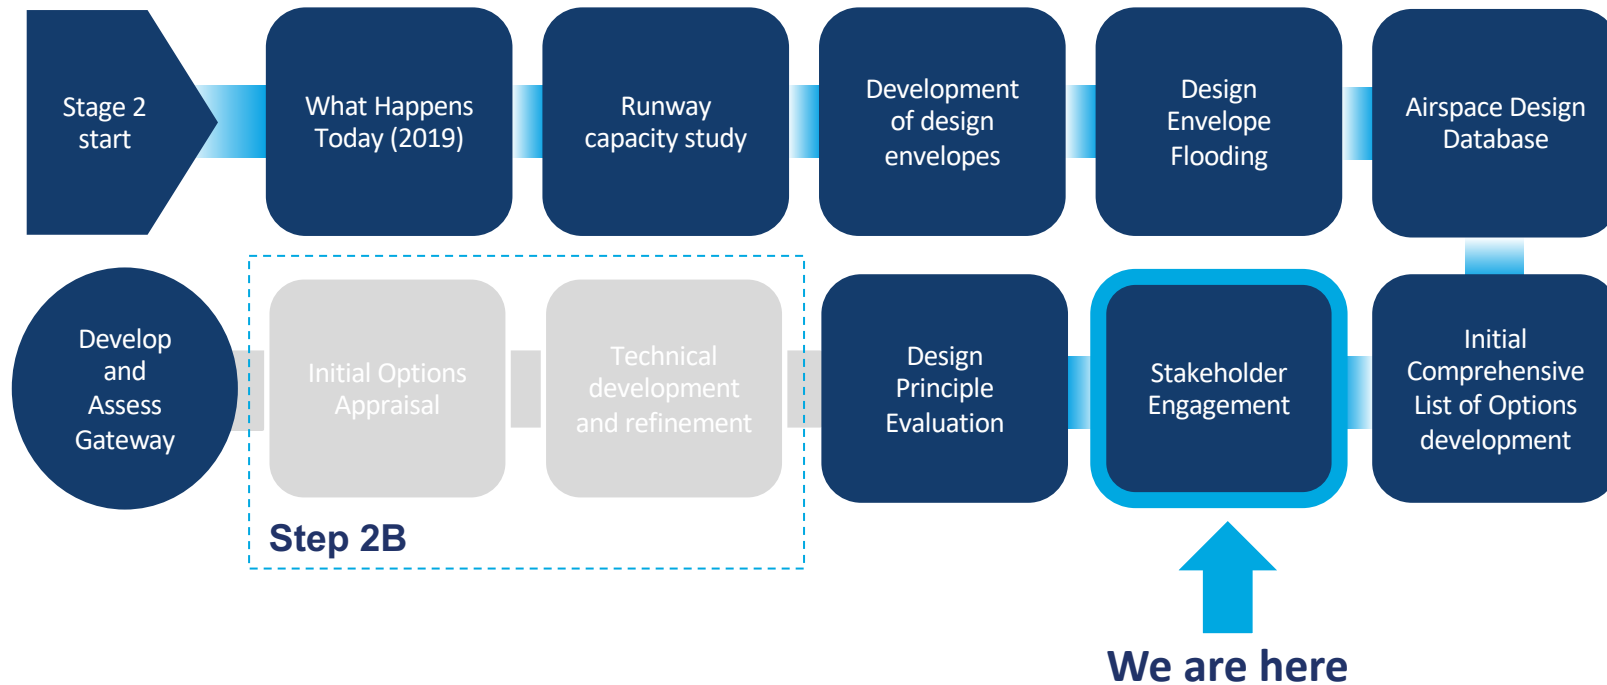 Stage 2
start
What Happens
Today (2019)
Runway
capacity study
Development
of design
envelopes
Design
Envelope
Flooding
Airspace Design
Database
Develop
and
Assess
Gateway
Initial Options
Appraisal
Technical
development
and refinement
Design
Principle
Evaluation
Stakeholder
Engagement
Initial
Comprehensive
List of Options
development
Step 2B
We are here